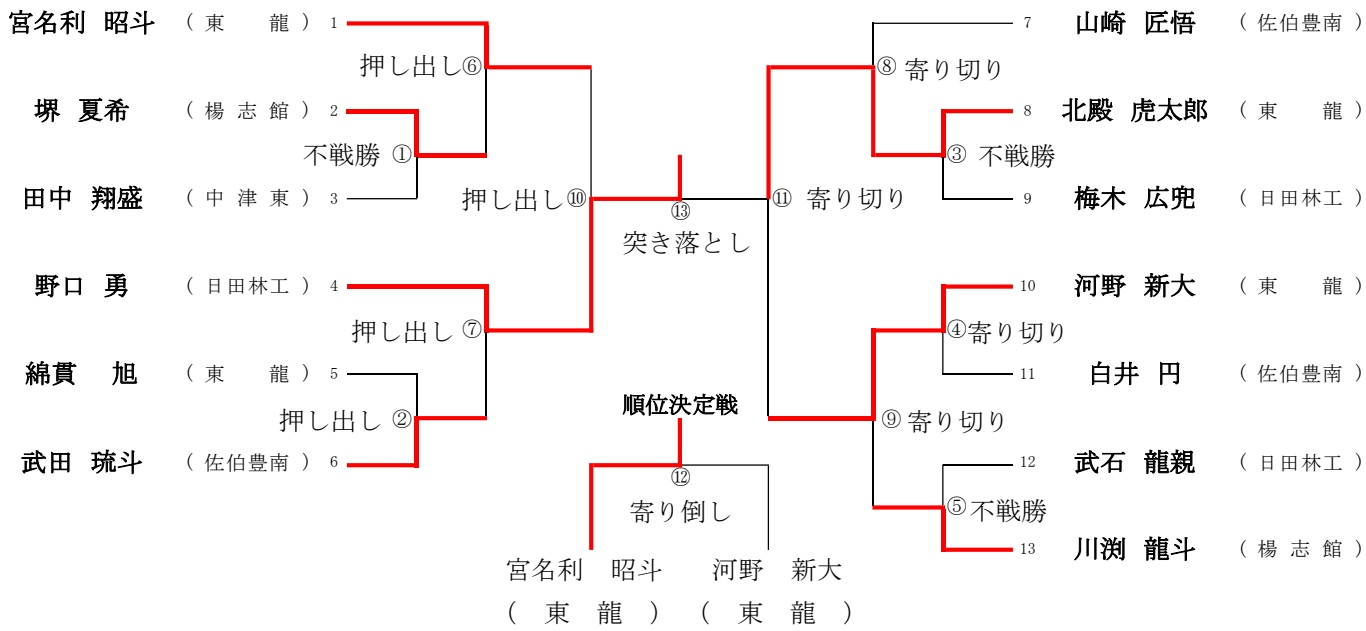 宮名利 昭斗 （ 東 龍 ） 1
押し出し⑥
堺 夏希 （ 楊 志 館 ） 2
不戦勝 ①
田中 翔盛 （ 中 津 東 ） 3
押し出し⑩
野口 勇 （ 日田林工 ） 4
押し出し ⑦
綿貫 旭 （ 東 龍 ） 5
押し出し ②
武田 琉斗 （ 佐伯豊南 ） 6
⑬
突き落とし
7 山崎 匠悟 （ 佐伯豊南 ）
⑧ 寄り切り
8 北殿 虎太郎 （ 東 龍 ）
③ 不戦勝
9 梅木 広兜 （ 日田林工 ）
⑪ 寄り切り
10 河野 新大 （ 東 龍 ）
④寄り切り
11 白井 円 （ 佐伯豊南 ）
⑨ 寄り切り
12 武石 龍親 （ 日田林工 ）
⑤不戦勝
13 川渕 龍斗 （ 楊 志 館 ）
順位決定戦
⑫
寄り倒し
宮名利 昭斗 河野 新大
（ 東 龍 ） （ 東 龍 ）